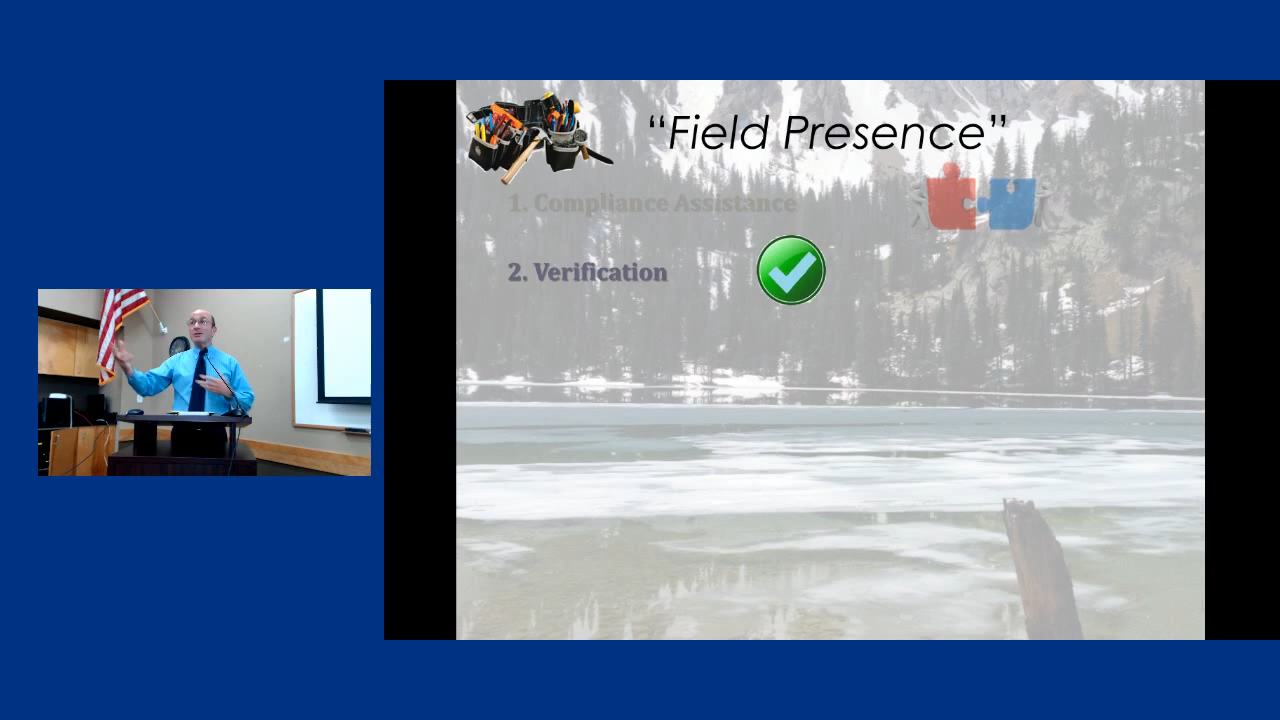 “Field Presence”
1. Compliance Assistance
2. Verification